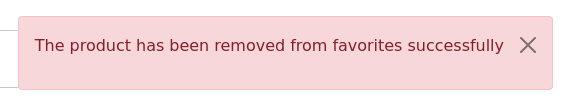 The product has been removed from favorites successfully